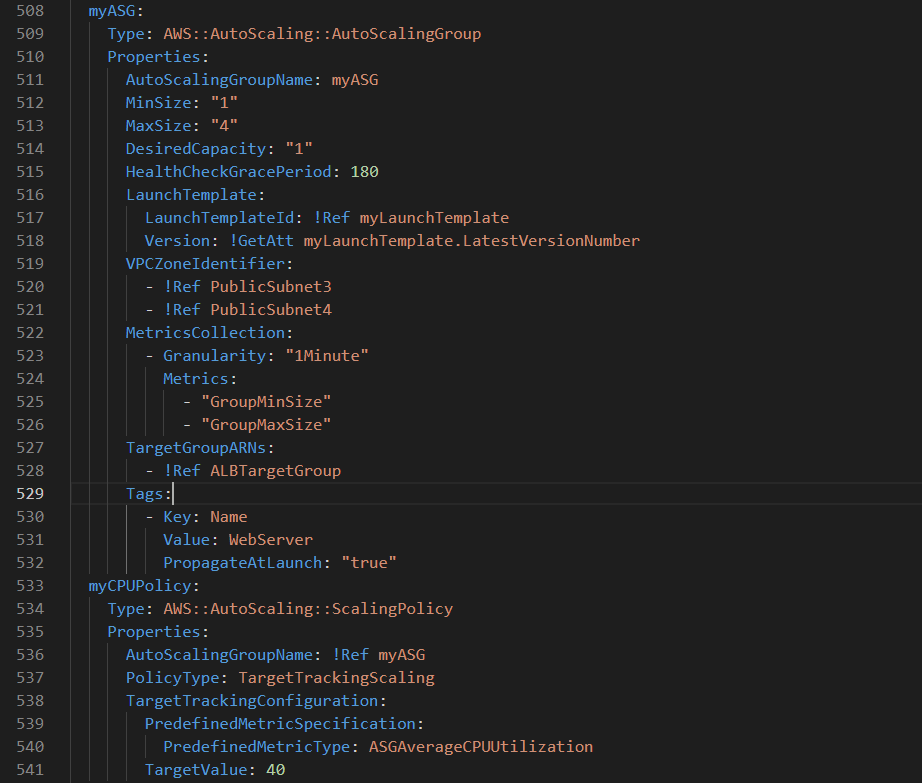 508 myASG:
509 Type: AWS::AutoScaling::AutoScalingGroup
510 Properties:
511 AutoScalingGroupName: myASG
512 MinSize: "1"
513 MaxSize: "4"
514 DesiredCapacity: "1"
515 HealthCheckGracePeriod: 180
516 LaunchTemplate:
517 LaunchTemplateId: !Ref myLaunchTemplate
518 Version: !GetAtt myLaunchTemplate.LatestVersionNumber
519 VPCZoneIdentifier:
520 - !Ref PublicSubnet3
521 - !Ref PublicSubnet4
522 MetricsCollection:
523 - Granularity: "1Minute"
524 Metrics:
525 - "GroupMinSize"
526 - "GroupMaxSize"
527 TargetGroupARNs:
528 - !Ref ALBTargetGroup
529 Tags:
530 - Key: Name
531 Value: WebServer
532 PropagateAtLaunch: "true"
533 myCPUPolicy:
534 Type: AWS::AutoScaling::ScalingPolicy
535 Properties:
536 AutoScalingGroupName: !Ref myASG
537 PolicyType: TargetTrackingScaling
538 TargetTrackingConfiguration:
539 PredefinedMetricSpecification:
540 PredefinedMetricType: ASGAverageCPUUtilization
541 TargetValue: 40